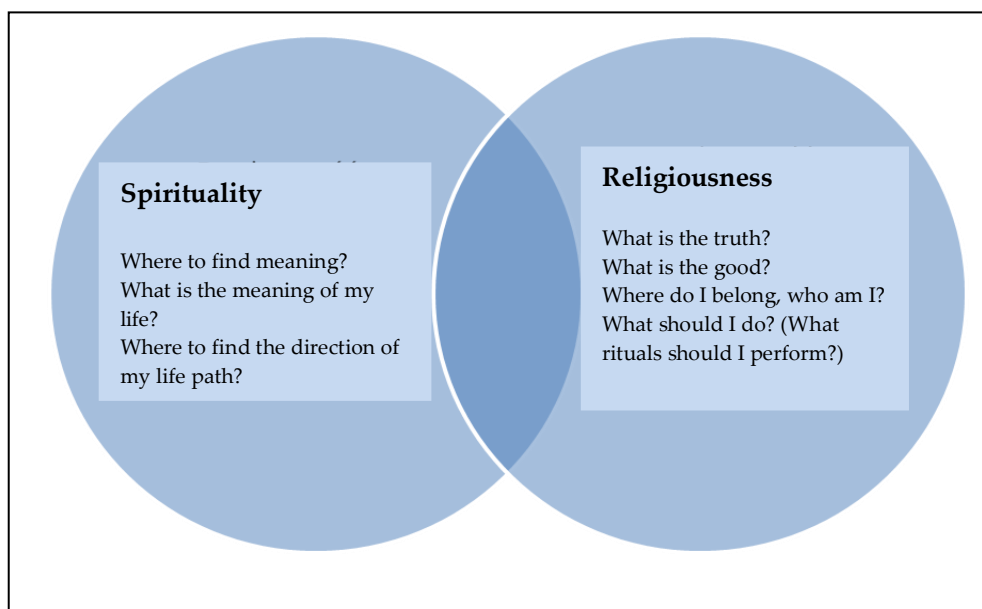 Spirituality
Where to find meaning?
What is the meaning of my
life?
Where to find the direction of
my life path?
Religiousness
What is the truth?
What is the good?
Where do I belong, who am I?
What should I do? (What
rituals should I perform?)